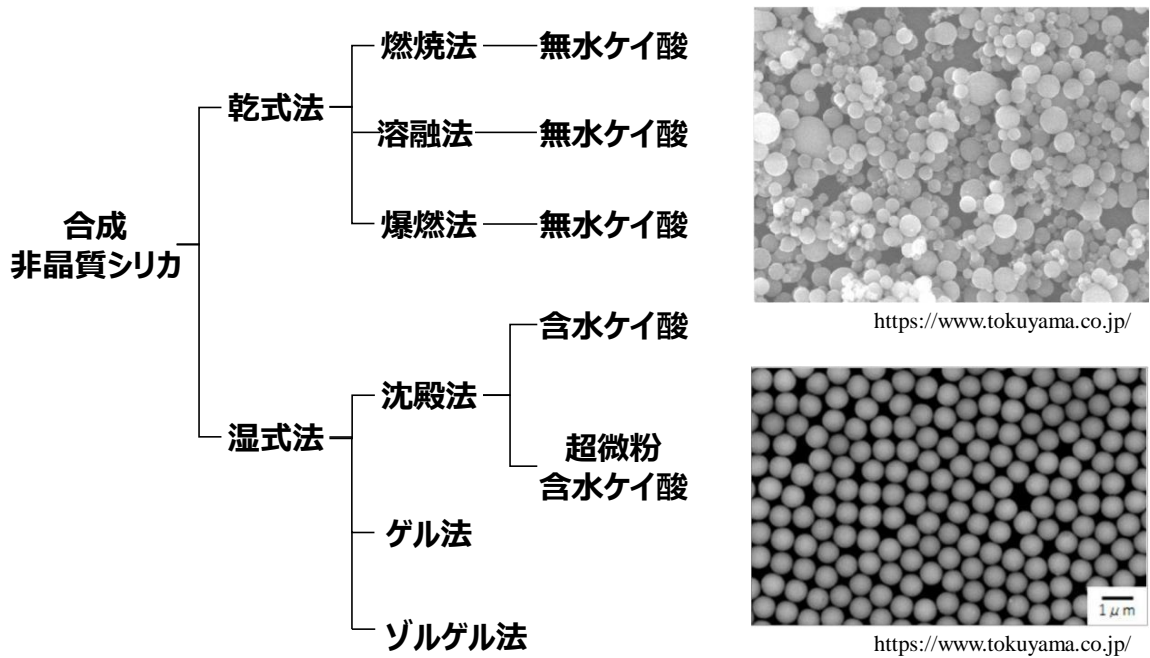 合成
非晶質シリカ
乾式法
燃焼法
無水ケイ酸
溶融法
無水ケイ酸
爆燃法
無水ケイ酸
湿式法
沈殿法
含水ケイ酸
超微粉
含水ケイ酸
ゲル法
ゾルゲル法
https://www.tokuyama.co.jp/
1μm
https://www.tokuyama.co.jp/